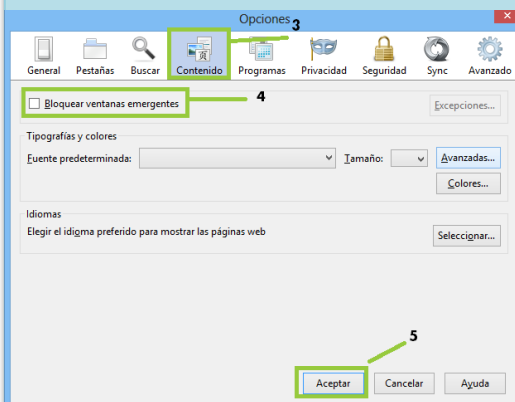 Opciones
3
General Pestañas Buscar Contenido Programas Privacidad Seguridad Sync Avanzado
Bloquear ventanas emergentes
4
Excepciones...
Tipografías y colores
Fuente predeterminada:
Tamaño:
Avanzadas...
Colores...
Idiomas
Elegir el idioma preferido para mostrar las páginas web
Seleccionar...
5
Aceptar Cancelar Ayuda